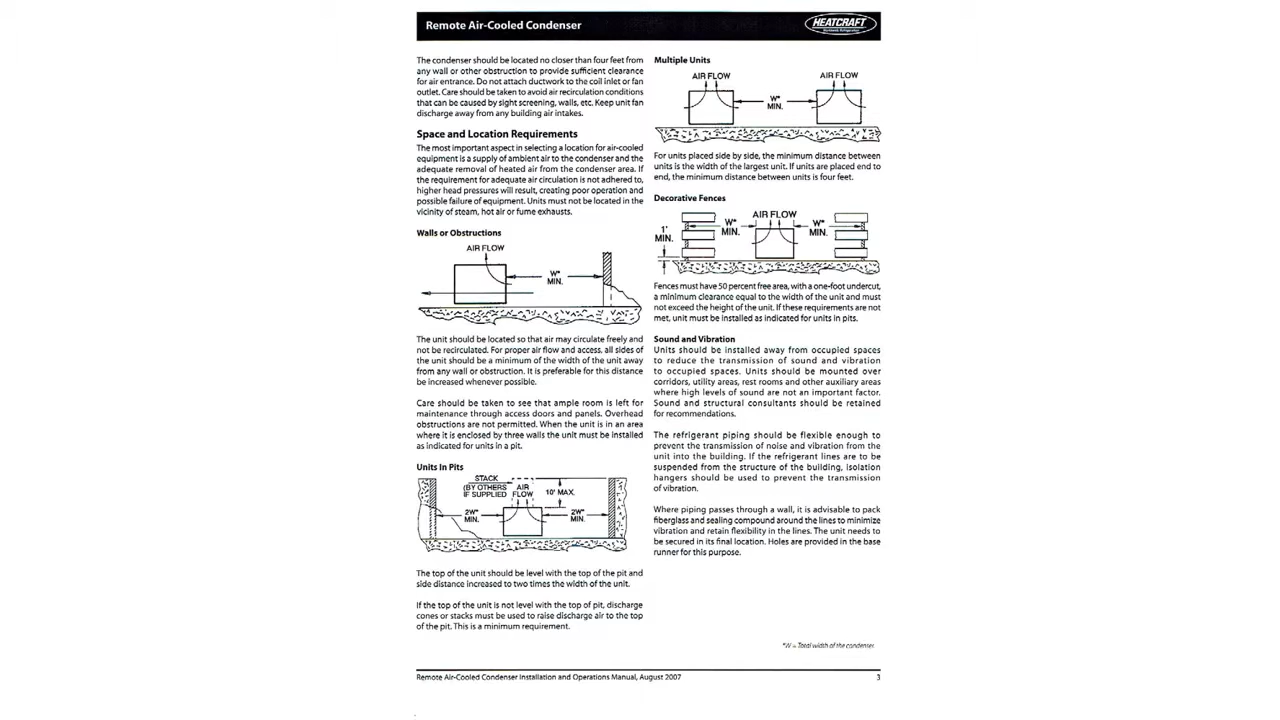 Remote Air-Cooled Condenser
HEATCRAFT
The condenser should be located no closer than four feet from
any wall or other obstruction to provide sufficient clearance
for air entrance. Do not attach ductwork to the coil inlet or fan
outlet. Care should be taken to avoid air recirculation conditions
that can be caused by sight screening, walls, etc. Keep unit fan
discharge away from any building air intakes.
Space and Location Requirements
The most important aspect in selecting a location for air-cooled
equipment is a supply of ambient air to the condenser and the
adequate removal of heated air from the condenser area. If
the requirement for adequate air circulation is not adhered to,
higher head pressures will result, creating poor operation and
possible failure of equipment. Units must not be located in the
vicinity of steam, hot air or fume exhausts.
Walls or Obstructions
AIR FLOW
W*
MIN.
The unit should be located so that air may circulate freely and
not be recirculated. For proper air flow and access, all sides of
the unit should be a minimum of the width of the unit away
from any wall or obstruction. It is preferable for this distance
be increased whenever possible.
Care should be taken to see that ample room is left for
maintenance through access doors and panels. Overhead
obstructions are not permitted. When the unit is in an area
where it is enclosed by three walls the unit must be installed
as indicated for units in a pit.
Units In Pits
STACK
(BY OTHERS AIR
IF SUPPLIED FLOW 10' MAX.
2W* 2W*
MIN. MIN.
The top of the unit should be level with the top of the pit and
side distance increased to two times the width of the unit.
If the top of the unit is not level with the top of pit, discharge
cones or stacks must be used to raise discharge air to the top
of the pit. This is a minimum requirement.
Multiple Units
AIR FLOW AIR FLOW
W*
MIN.
For units placed side by side, the minimum distance between
units is the width of the largest unit. If units are placed end to
end, the minimum distance between units is four feet.
Decorative Fences
AIR FLOW
W* W*
1' MIN. MIN.
MIN.
Fences must have 50 percent free area, with a one-foot undercut,
a minimum clearance equal to the width of the unit and must
not exceed the height of the unit. If these requirements are not
met, unit must be installed as indicated for units in pits.
Sound and Vibration
Units should be installed away from occupied spaces
to reduce the transmission of sound and vibration
to occupied spaces. Units should be mounted over
corridors, utility areas, rest rooms and other auxiliary areas
where high levels of sound are not an important factor.
Sound and structural consultants should be retained
for recommendations.
The refrigerant piping should be flexible enough to
prevent the transmission of noise and vibration from the
unit into the building. If the refrigerant lines are to be
suspended from the structure of the building, isolation
hangers should be used to prevent the transmission
of vibration.
Where piping passes through a wall, it is advisable to pack
fiberglass and sealing compound around the lines to minimize
vibration and retain flexibility in the lines. The unit needs to
be secured in its final location. Holes are provided in the base
runner for this purpose.
*W = Total width of the condenser.
Remote Air-Cooled Condenser Installation and Operations Manual, August 2007
3